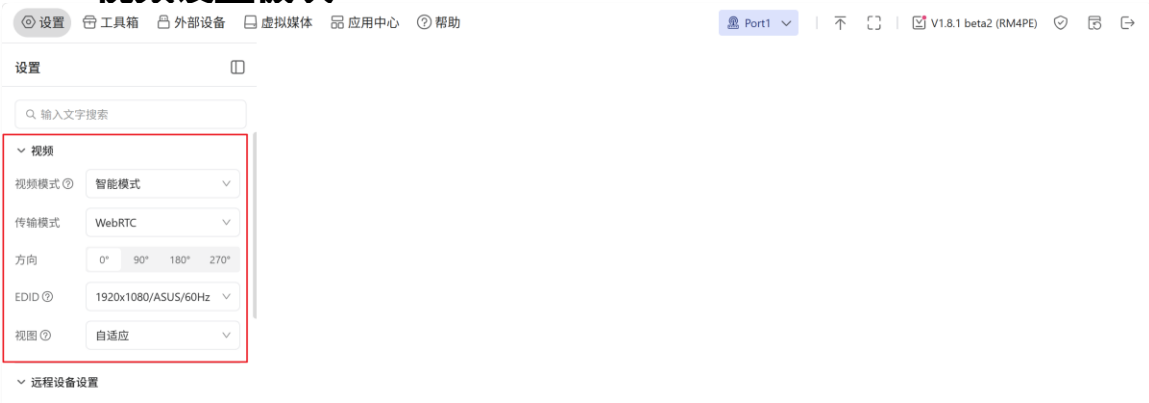 设置 工具箱 外部设备 虚拟媒体 应用中心 帮助 Port1 V1.8.1 beta2 (RM4PE)
设置
输入文字搜索
视频
视频模式 智能模式
传输模式 WebRTC
方向 0° 90° 180° 270°
EDID 1920x1080/ASUS/60Hz
视图 自适应
远程设备设置